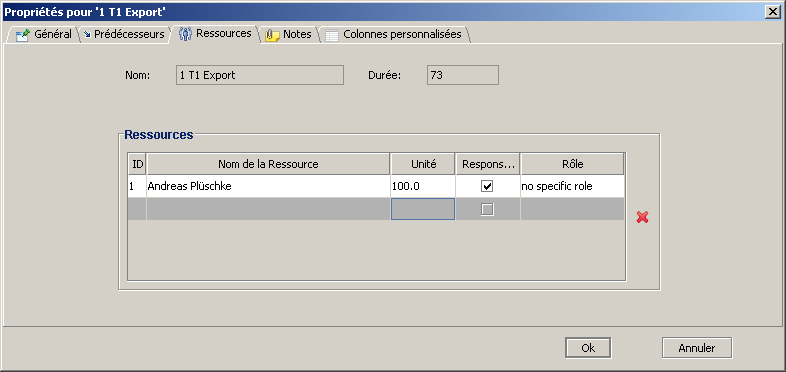 Propriétés pour '1 T1 Export'
Général Prédécesseurs Ressources Notes Colonnes personnalisées
Nom: 1 T1 Export Durée: 73
Ressources
ID Nom de la Ressource Unité Respons... Rôle
1 Andreas Plüschke 100.0 no specific role
Ok Annuler